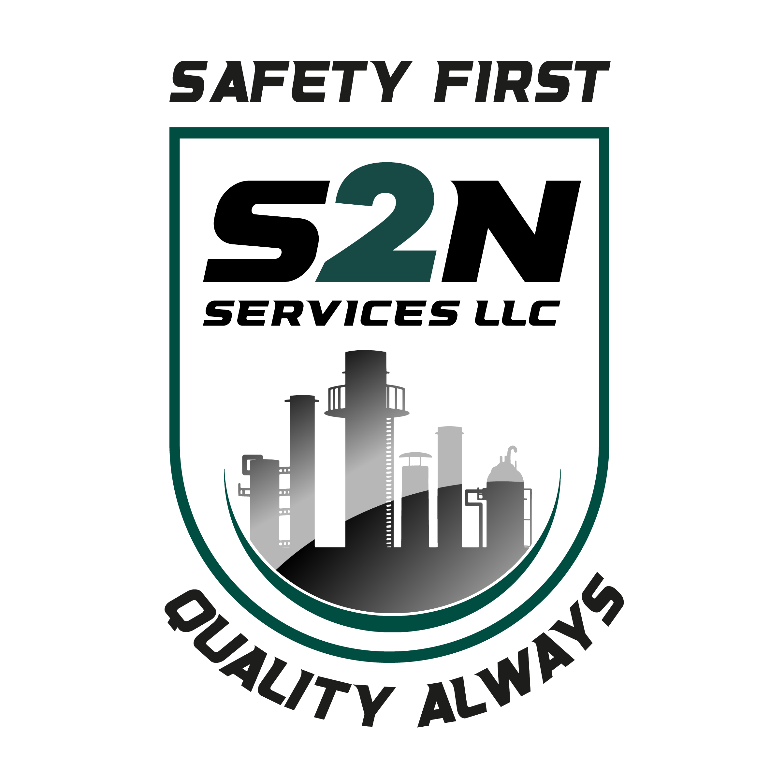 SAFETY FIRST
S2N
SERVICES LLC
QUALITY ALWAYS